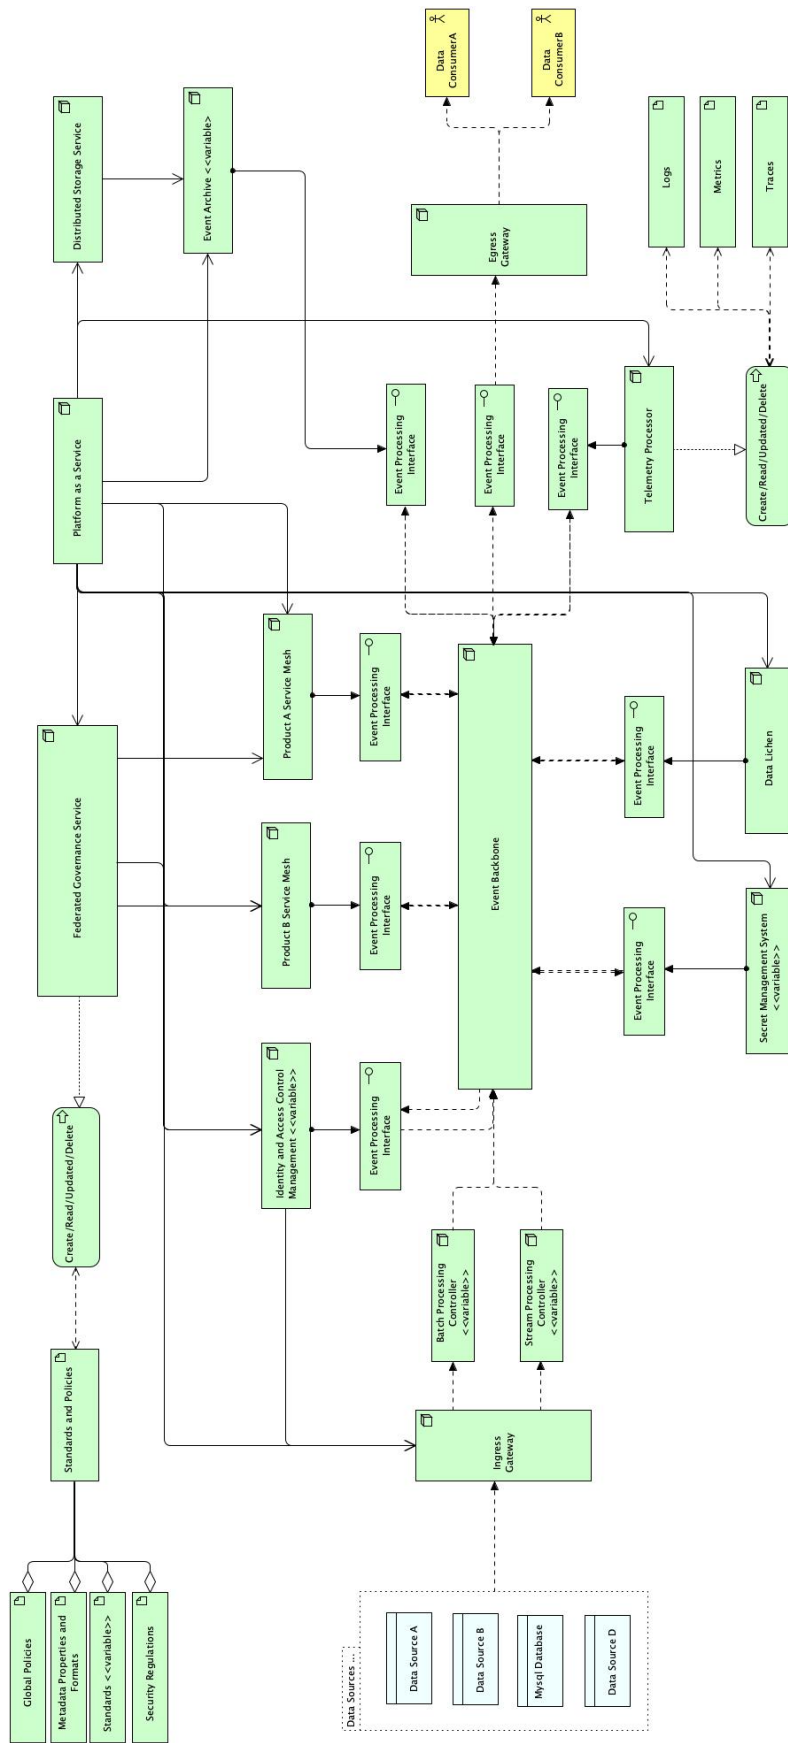 Global Policies
Metadata Properties and
Formats
Standards <<variable>>
Security Regulations
Standards and Policies
Create/Read/Updated/Delete
Federated Governance Service
Platform as a Service
Distributed Storage Service
Event Archive <<variable>
Identity and Access Control
Management <<variable>>
Product B Service Mesh
Product A Service Mesh
Event Processing
Interface
Event Processing
Interface
Event Processing
Interface
Event Processing
Interface
Data Sources ...
Data Source A
Data Source B
Mysql Database
Data Source D
Ingress
Gateway
Batch Processing
Controller
<<variable>>
Stream Processing
Controller
<<variable>>
Event Backbone
Event Processing
Interface
Event Processing
Interface
Egress
Gateway
Data
ConsumerA
Data
ConsumerB
Event Processing
Interface
Event Processing
Interface
Secret Management System
<<variable>>
Data Lichen
Telemetry Processor
Create/Read/Updated/Delete
Logs
Metrics
Traces